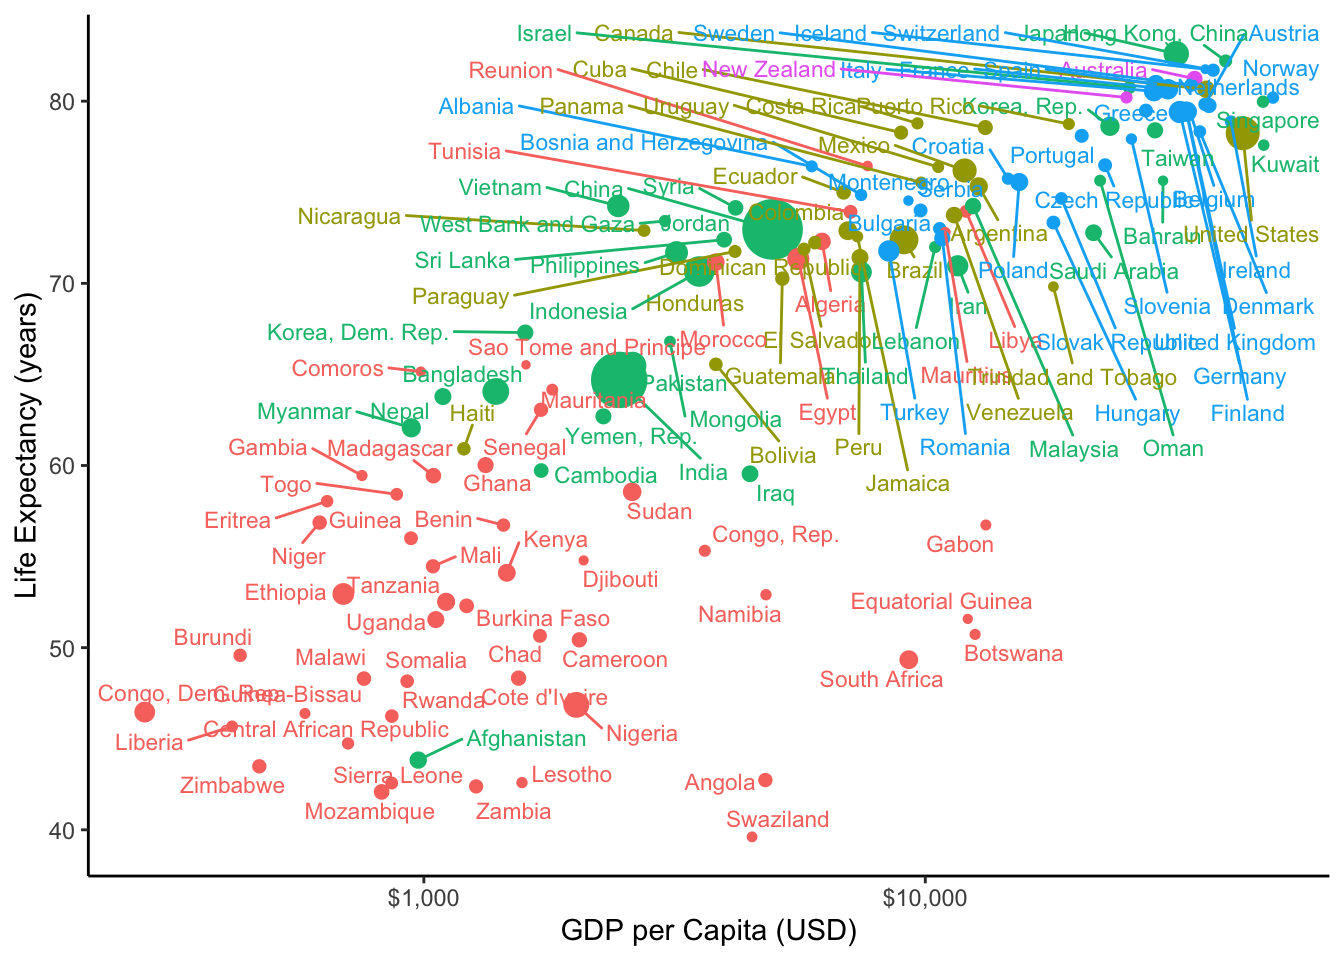 Israel
Canada
Sweden
Iceland
Switzerland
Japan
Hong Kong, China
Austria
Reunion
Cuba
Chile
New Zealand
Italy
France
Spain
Australia
Norway
Netherlands
80
Albania
Panama
Uruguay
Costa Rica
Puerto Rico
Korea, Rep.
Greece
Singapore
Tunisia
Bosnia and Herzegovina
Mexico
Croatia
Portugal
Taiwan
Kuwait
Vietnam
China
Syria
Ecuador
Montenegro
Serbia
Czech Republic
Belgium
Nicaragua
West Bank and Gaza
Jordan
Colombia
Bulgaria
Argentina
Bahrain
United States
Sri Lanka
Philippines
Dominican Republic
Brazil
Poland
Saudi Arabia
Ireland
70
Paraguay
Indonesia
Honduras
Algeria
Iran
Slovenia
Denmark
Korea, Dem. Rep.
Sao Tome and Principe
Morocco
El Salvador
Lebanon
Libya
Slovak Republic
United Kingdom
Comoros
Bangladesh
Pakistan
Guatemala
Thailand
Mauritius
Trinidad and Tobago
Germany
Myanmar
Nepal
Haiti
Mauritania
Mongolia
Egypt
Turkey
Venezuela
Hungary
Finland
Gambia
Madagascar
Senegal
Yemen, Rep.
Bolivia
Peru
Romania
Malaysia
Oman
60
Togo
Ghana
Cambodia
India
Iraq
Jamaica
Eritrea
Guinea
Benin
Sudan
Niger
Mali
Kenya
Congo, Rep.
Gabon
Life Expectancy (years)
Ethiopia
Tanzania
Djibouti
Uganda
Burkina Faso
Namibia
Equatorial Guinea
50
Burundi
Malawi
Somalia
Chad
Cameroon
Botswana
South Africa
Congo, Dem. Rep.
Guinea-Bissau
Rwanda
Cote d'Ivoire
Liberia
Central African Republic
Afghanistan
Nigeria
Zimbabwe
Sierra Leone
Lesotho
Angola
Mozambique
Zambia
Swaziland
40
$1,000
$10,000
GDP per Capita (USD)